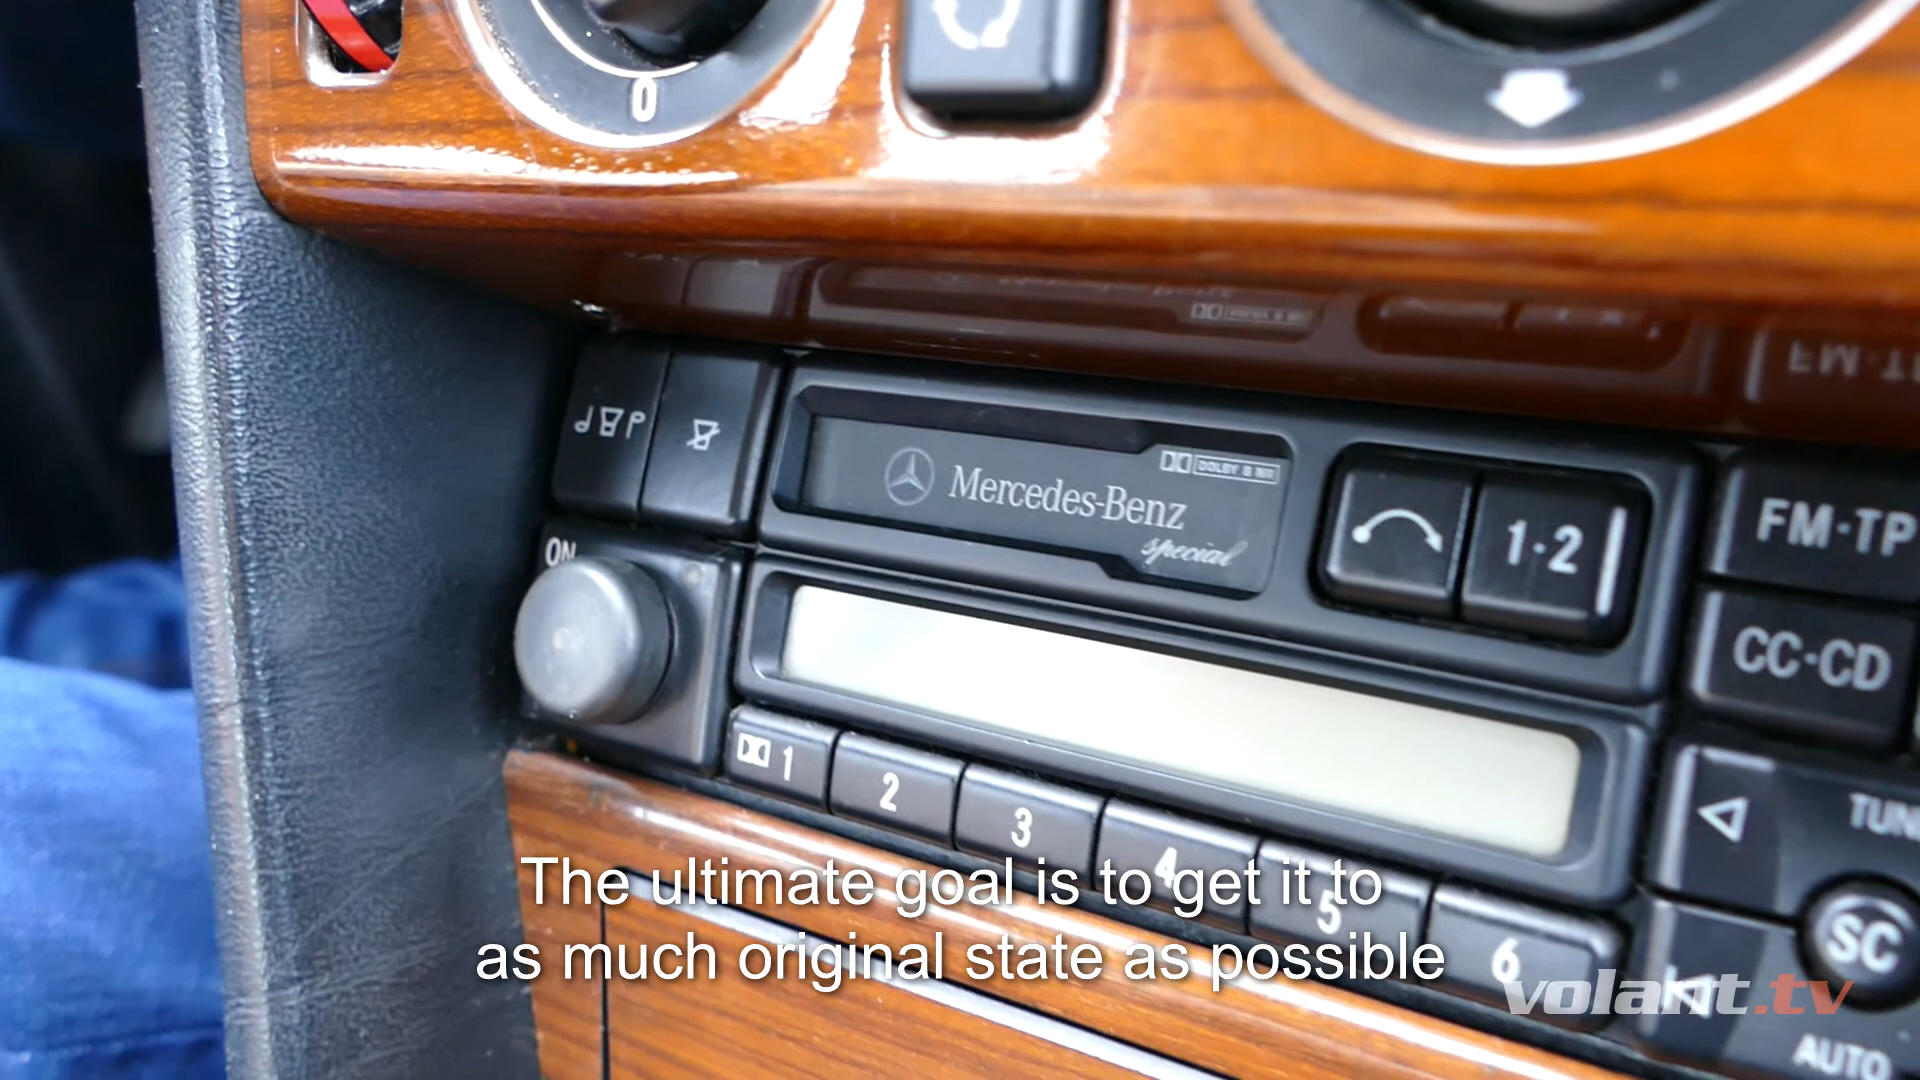 0
ON
Mercedes-Benz
special
DOLBY B NR
1·2
FM·TP
CC·CD
1
2
3
4
5
6
TUN
SC
AUTO
The ultimate goal is to get it to
as much original state as possible
volant.tv